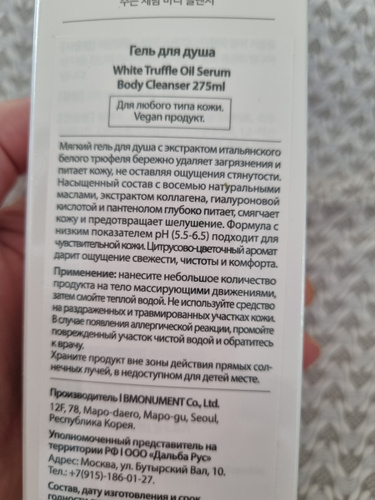 Гель для душа
White Truffle Oil Serum
Body Cleanser 275ml
Для любого типа кожи.
Vegan продукт.
Мягкий гель для душа с экстрактом итальянского
белого трюфеля бережно удаляет загрязнения и
питает кожу, не оставляя ощущения стянутости.
Насыщенный состав с восемью натуральными
маслами, экстрактом коллагена, гиалуроновой
кислотой и пантенолом глубоко питает, смягчает
кожу и предотвращает шелушение. Формула с
низким показателем pH (5.5-6.5) подходит для
чувствительной кожи. Цитрусово-цветочный аромат
дарит ощущение свежести, чистоты и комфорта.
Применение: нанесите небольшое количество
продукта на тело массирующими движениями,
затем смойте теплой водой. Не используйте средство
на раздраженных и травмированных участках кожи.
В случае появления аллергической реакции, промойте
поврежденный участок чистой водой и обратитесь
к врачу.
Храните продукт вне зоны действия прямых сол-
нечных лучей, в недоступном для детей месте.
Производитель I BMONUMENT Co., Ltd.
12F, 78, Mapo-daero, Mapo-gu, Seoul,
Республика Корея.
Уполномоченный представитель на
территории РФ I ООО «Дальба Рус»
Адрес: Москва, ул. Бутырский Вал, 10.
Тел.: +7(915)-186-01-27.
Состав, дату изготовления и срок